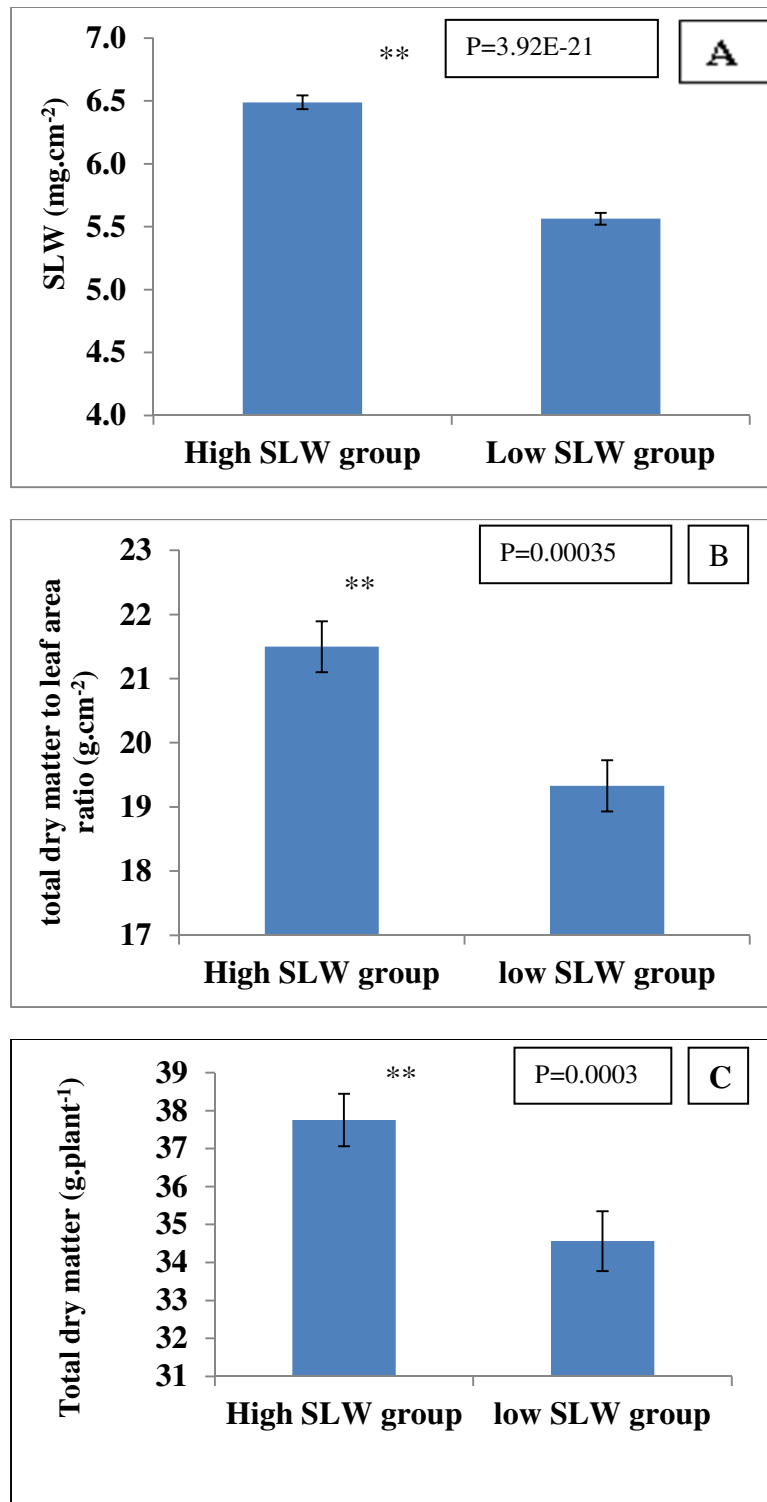 7.0
**
P=3.92E-21
A
6.5
6.0
5.5
5.0
4.5
4.0
SLW (mg.cm⁻²)
High SLW group
Low SLW group
23
P=0.00035
B
**
22
21
20
19
18
17
total dry matter to leaf area
ratio (g.cm⁻²)
High SLW group
low SLW group
39
**
P=0.0003
C
38
37
36
35
34
33
32
31
Total dry matter (g.plant⁻¹)
High SLW group
low SLW group